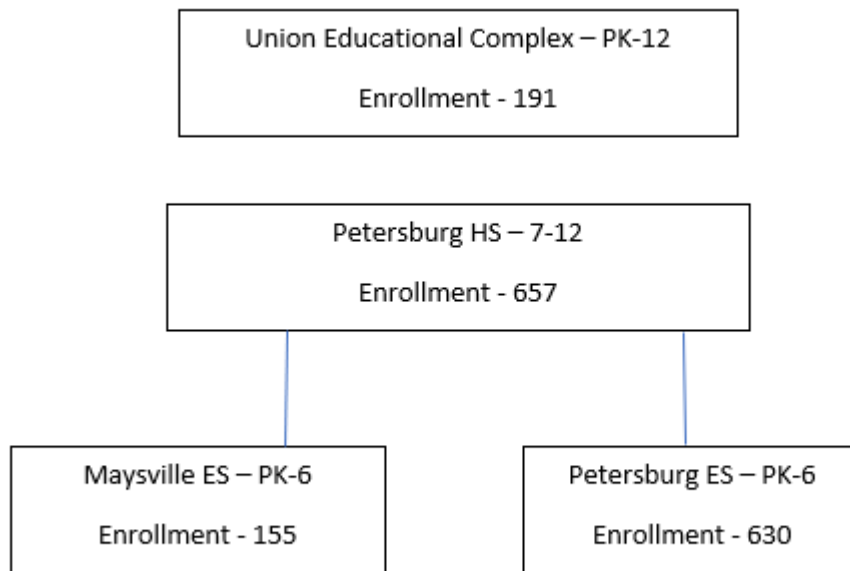 Union Educational Complex – PK-12
Enrollment - 191
Petersburg HS – 7-12
Enrollment - 657
Maysville ES – PK-6
Enrollment - 155
Petersburg ES – PK-6
Enrollment - 630